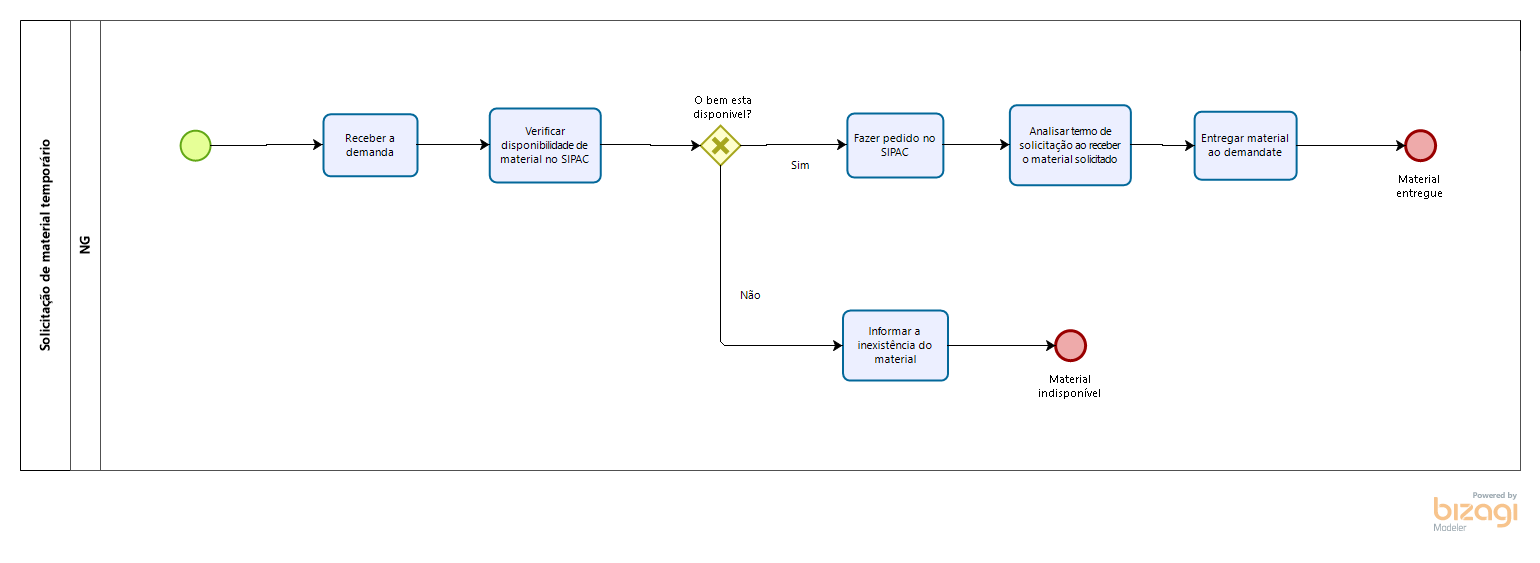 Solicitação de material temporário
NG
Receber a
demanda
Verificar
disponibilidade de
material no SIPAC
O bem esta
disponivel?
Sim
Fazer pedido no
SIPAC
Analisar termo de
solicitação ao receber
o material solicitado
Entregar material
ao demandate
Material
entregue
Não
Informar a
inexistência do
material
Material
indisponível
Powered by
bizagi
Modeler